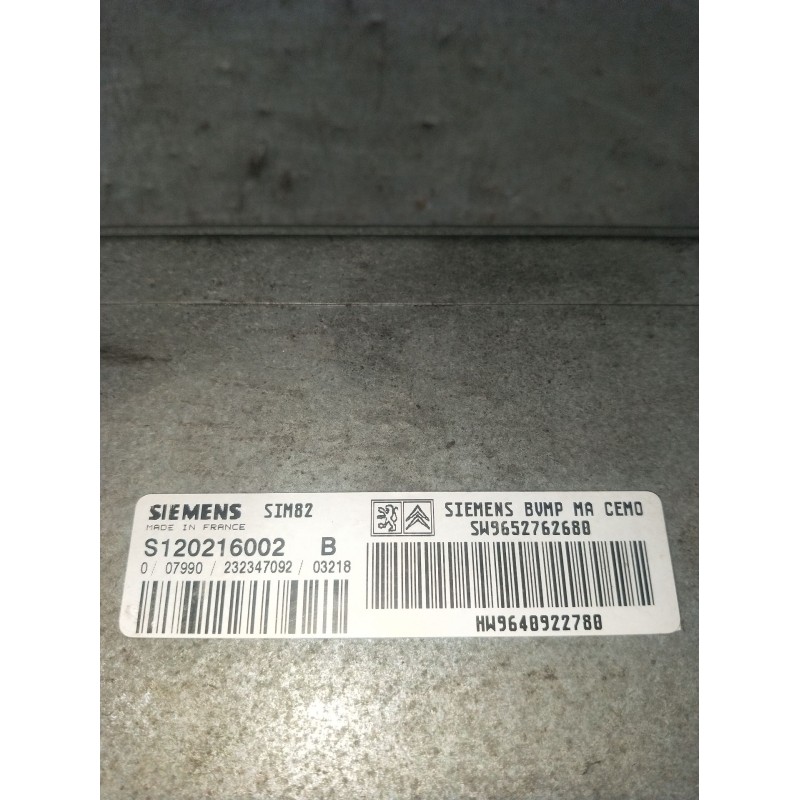 SIEMENS SIM82
MADE IN FRANCE
S120216002 B
0 / 07990 / 232347092 / 03218
SIEMENS BVMP MA CEMO
SW9652762680
HW9640922780